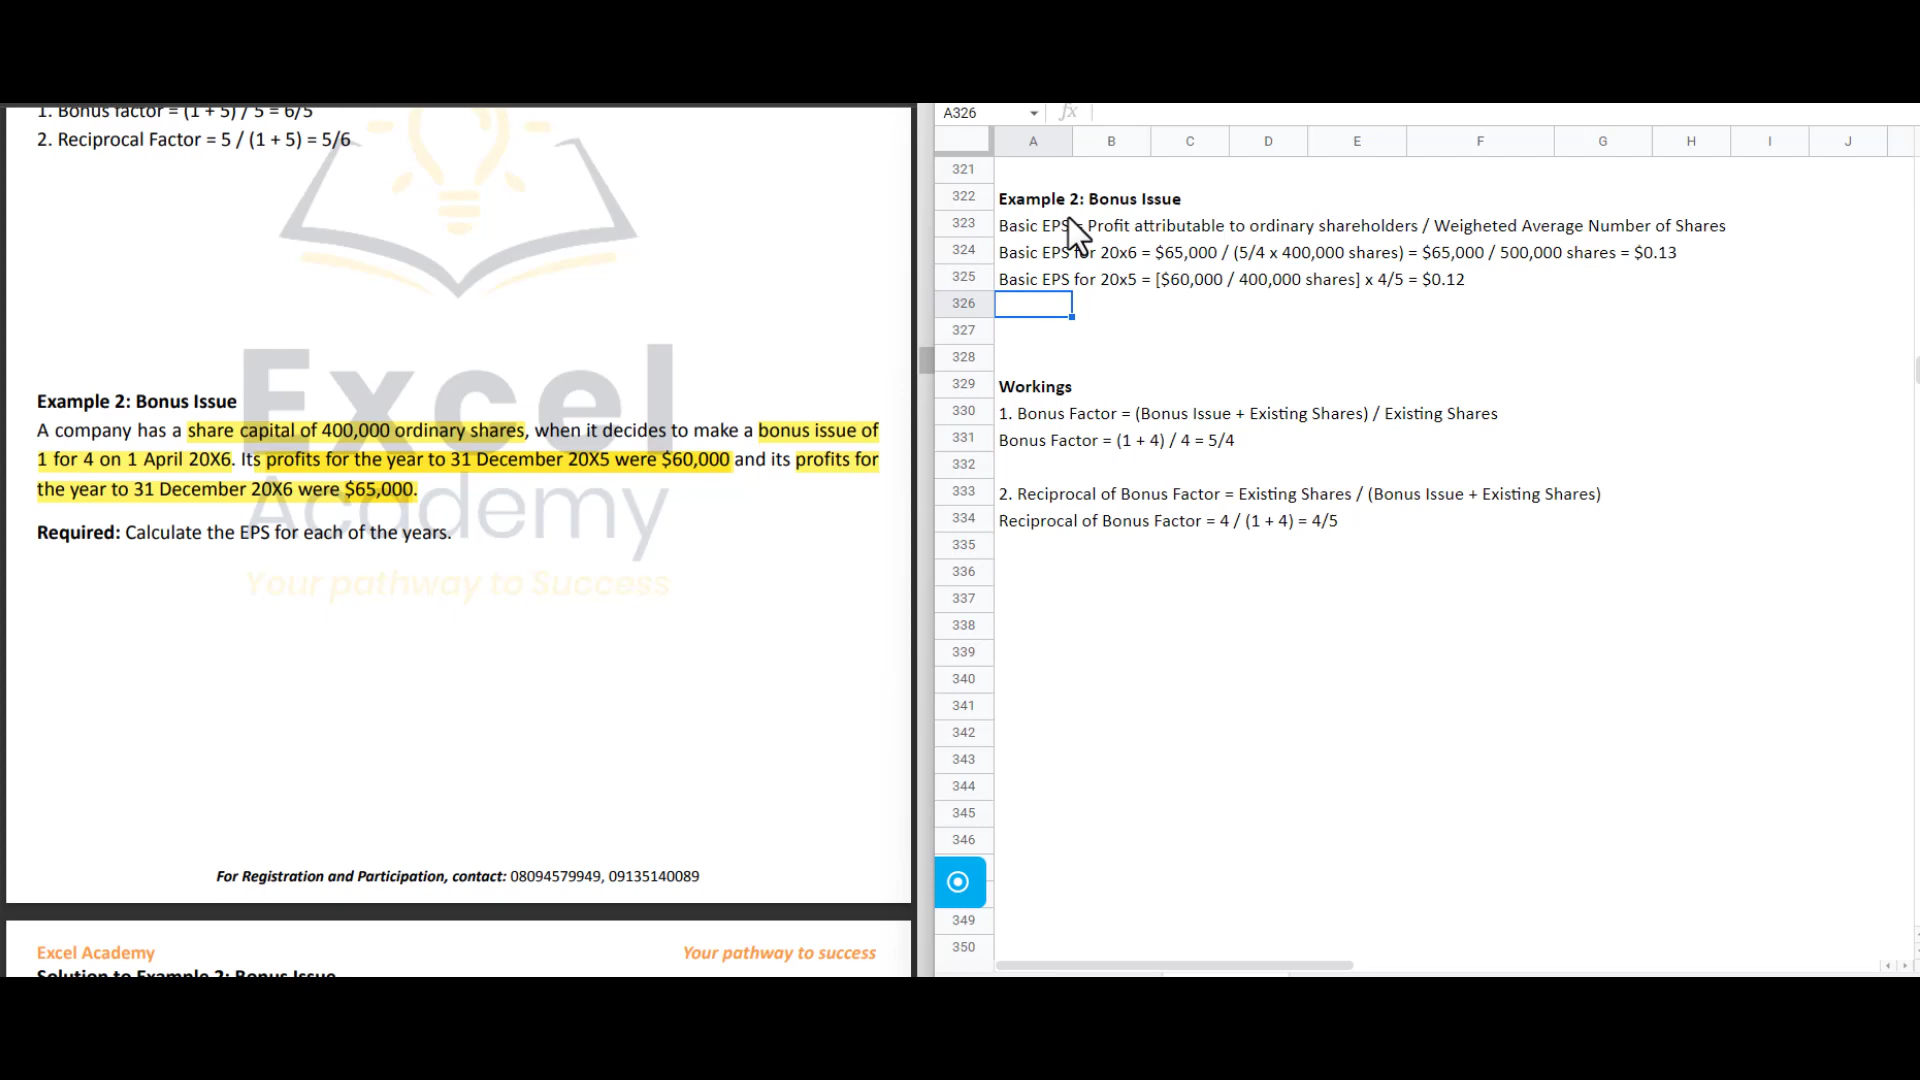 1. Bonus factor = (1 + 5) / 5 = 6/5
2. Reciprocal Factor = 5 / (1 + 5) = 5/6
Excel
Academy
Your pathway to Success
Example 2: Bonus Issue
A company has a share capital of 400,000 ordinary shares, when it decides to make a bonus issue of
1 for 4 on 1 April 20X6. Its profits for the year to 31 December 20X5 were $60,000 and its profits for
the year to 31 December 20X6 were $65,000.
Required: Calculate the EPS for each of the years.
For Registration and Participation, contact: 08094579949, 09135140089
Excel Academy
Your pathway to success
Solution to Example 2: Bonus Issue
A326
fx
A B C D E F G H I J
321
322 Example 2: Bonus Issue
323 Basic EPS = Profit attributable to ordinary shareholders / Weigheted Average Number of Shares
324 Basic EPS for 20x6 = $65,000 / (5/4 x 400,000 shares) = $65,000 / 500,000 shares = $0.13
325 Basic EPS for 20x5 = [$60,000 / 400,000 shares] x 4/5 = $0.12
326
327
328
329 Workings
330 1. Bonus Factor = (Bonus Issue + Existing Shares) / Existing Shares
331 Bonus Factor = (1 + 4) / 4 = 5/4
332
333 2. Reciprocal of Bonus Factor = Existing Shares / (Bonus Issue + Existing Shares)
334 Reciprocal of Bonus Factor = 4 / (1 + 4) = 4/5
335
336
337
338
339
340
341
342
343
344
345
346
349
350